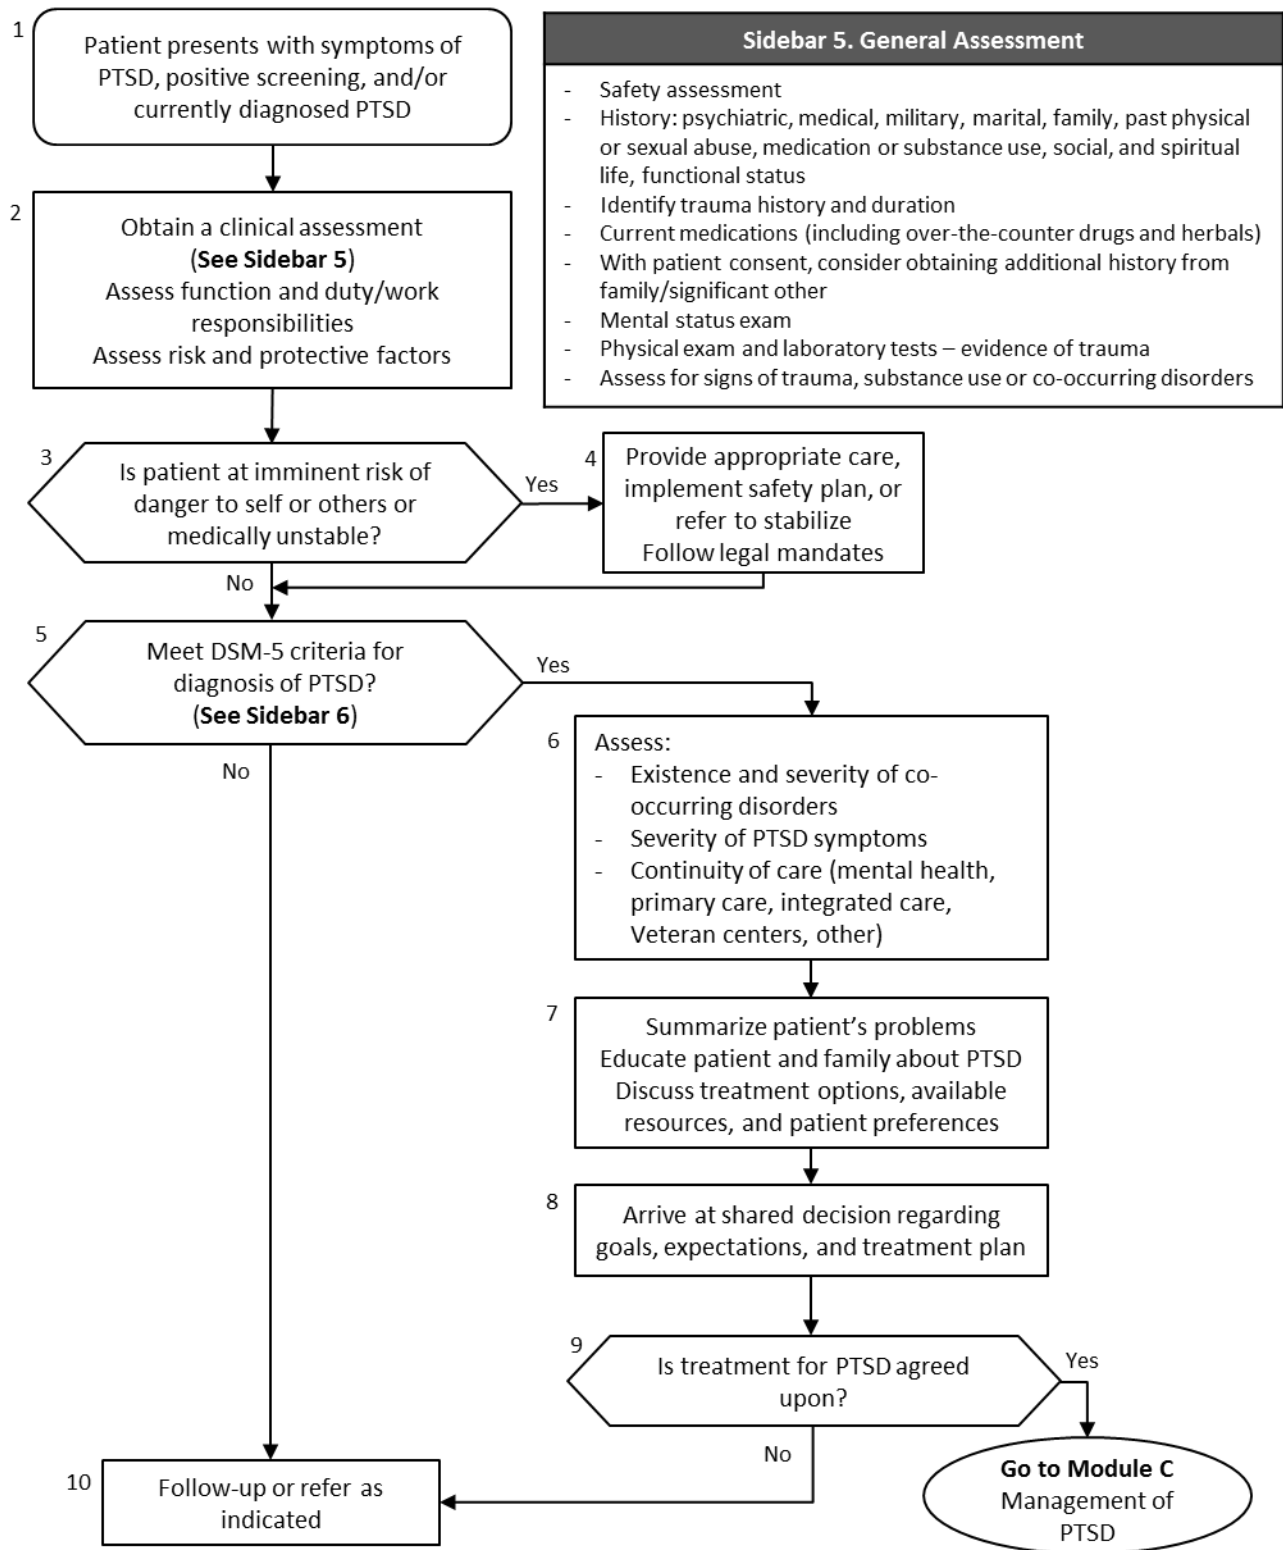 1
Patient presents with symptoms of
PTSD, positive screening, and/or
currently diagnosed PTSD
Sidebar 5. General Assessment
- Safety assessment
- History: psychiatric, medical, military, marital, family, past physical
or sexual abuse, medication or substance use, social, and spiritual
life, functional status
- Identify trauma history and duration
- Current medications (including over-the-counter drugs and herbals)
- With patient consent, consider obtaining additional history from
family/significant other
- Mental status exam
- Physical exam and laboratory tests – evidence of trauma
- Assess for signs of trauma, substance use or co-occurring disorders
2
Obtain a clinical assessment
(See Sidebar 5)
Assess function and duty/work
responsibilities
Assess risk and protective factors
3
Is patient at imminent risk of
danger to self or others or
medically unstable?
Yes
No
4
Provide appropriate care,
implement safety plan, or
refer to stabilize
Follow legal mandates
5
Meet DSM-5 criteria for
diagnosis of PTSD?
(See Sidebar 6)
Yes
No
6
Assess:
- Existence and severity of co-
occurring disorders
- Severity of PTSD symptoms
- Continuity of care (mental health,
primary care, integrated care,
Veteran centers, other)
7
Summarize patient’s problems
Educate patient and family about PTSD
Discuss treatment options, available
resources, and patient preferences
8
Arrive at shared decision regarding
goals, expectations, and treatment plan
9
Is treatment for PTSD agreed
upon?
Yes
No
10
Follow-up or refer as
indicated
Go to Module C
Management of
PTSD